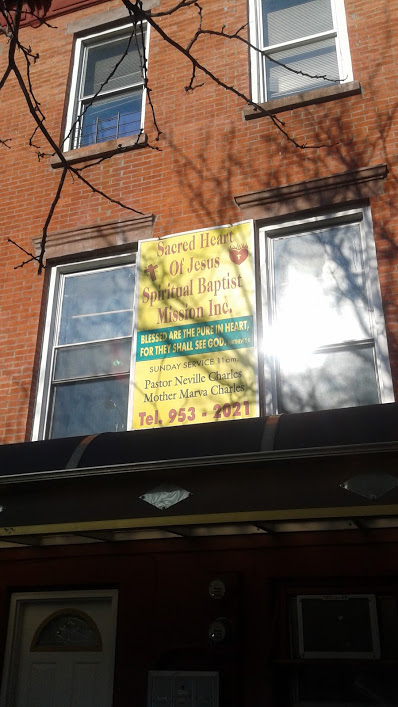 Sacred Heart
Of Jesus
Spiritual Baptist
Mission Inc.
BLESSED ARE THE PURE IN HEART,
FOR THEY SHALL SEE GOD.
SUNDAY SERVICE 11am.
Pastor Neville Charles
Mother Marva Charles
Tel. 953 - 2021